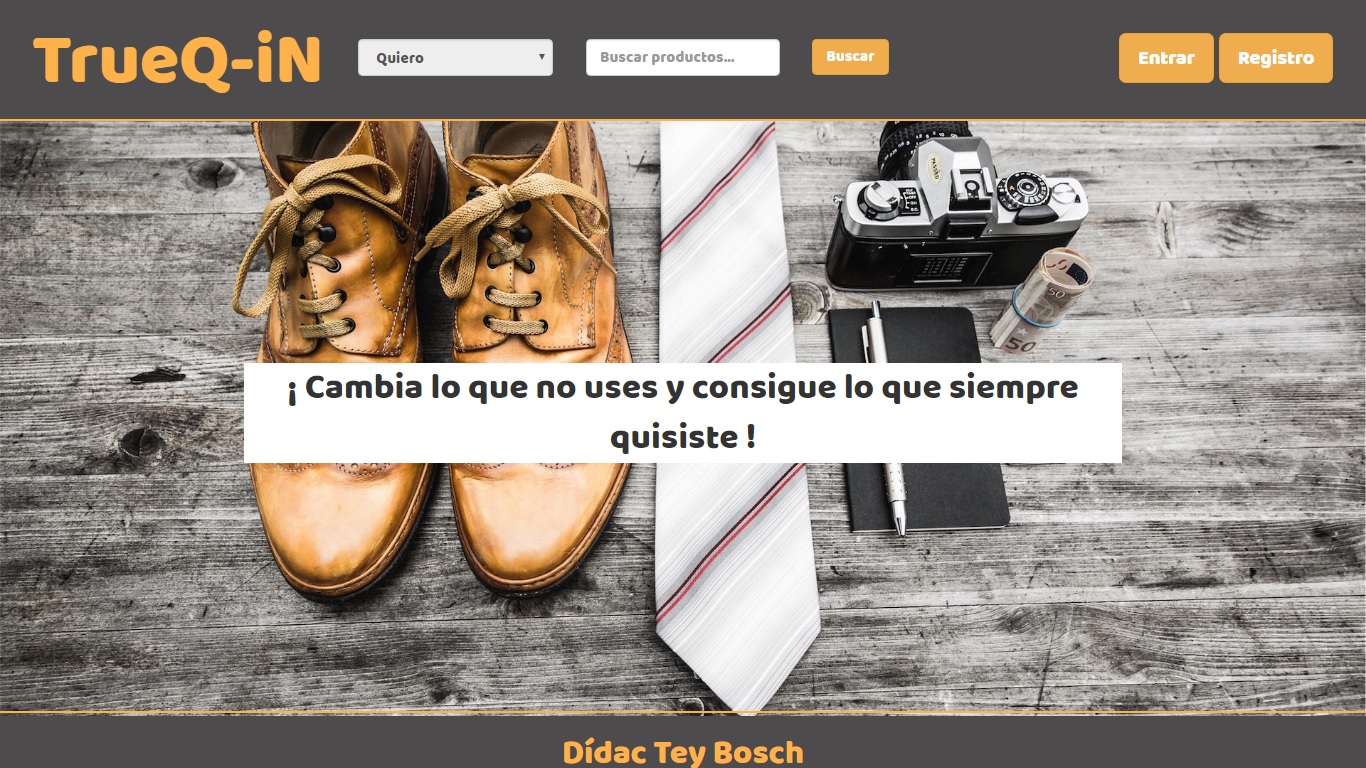 TrueQ-iN
Quiero
Buscar productos...
Buscar
Entrar
Registro
¡ Cambia lo que no uses y consigue lo que siempre
quisiste !
50
50
Dídac Tey Bosch